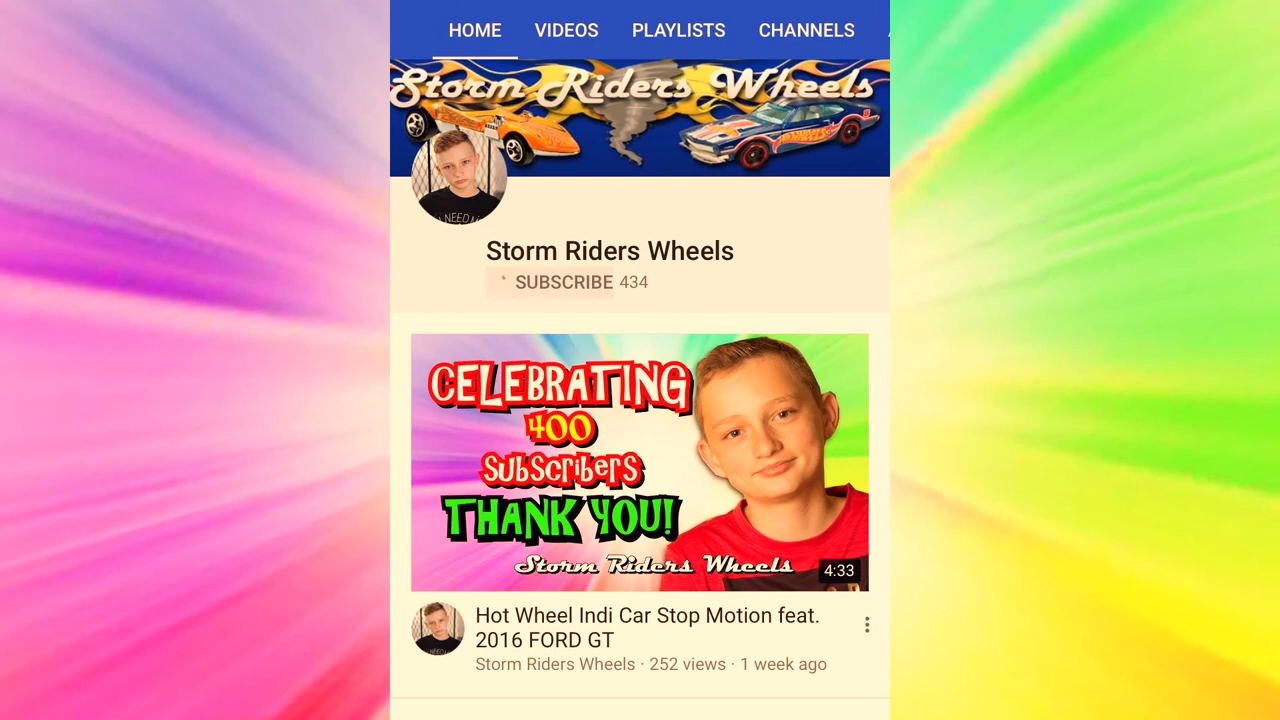 HOME VIDEOS PLAYLISTS CHANNELS
Storm Riders Wheels
Storm Riders Wheels
SUBSCRIBE 434
CELEBRATING
400
SUBSCRIBERS
THANK YOU!
Storm Riders Wheels
4:33
Hot Wheel Indi Car Stop Motion feat.
2016 FORD GT
Storm Riders Wheels · 252 views · 1 week ago